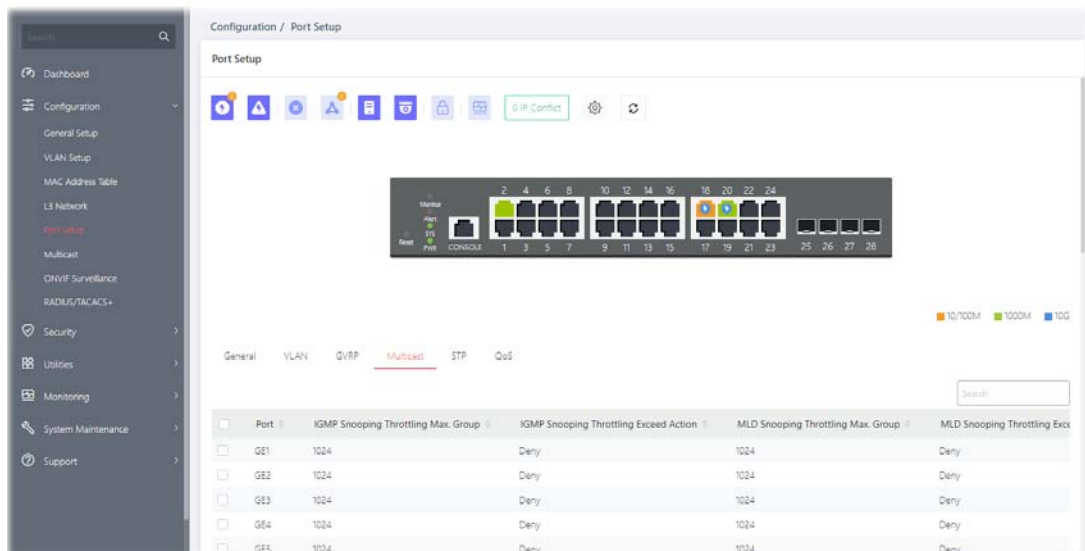 Configuration / Port Setup
Search
Port Setup
Dashboard
Configuration
General Setup
VLAN Setup
MAC Address Table
L3 Network
Port Setup
Multicast
ONVIF Surveillance
RADIUS/TACACS+
Security
Utilities
Monitoring
System Maintenance
Support
0 IP Conflict
2 4 6 8 10 12 14 16 18 20 22 24
Monitor
Alert
SYS
PWR
Reset
CONSOLE
1 3 5 7 9 11 13 15 17 19 21 23 25 26 27 28
10/100M 1000M 10G
General VLAN GVRP Multicast STP QoS
Search
Port IGMP Snooping Throttling Max. Group IGMP Snooping Throttling Exceed Action MLD Snooping Throttling Max. Group MLD Snooping Throttling Exce
GE1 1024 Deny 1024 Deny
GE2 1024 Deny 1024 Deny
GE3 1024 Deny 1024 Deny
GE4 1024 Deny 1024 Deny
GE5 1024 Deny 1024 Deny